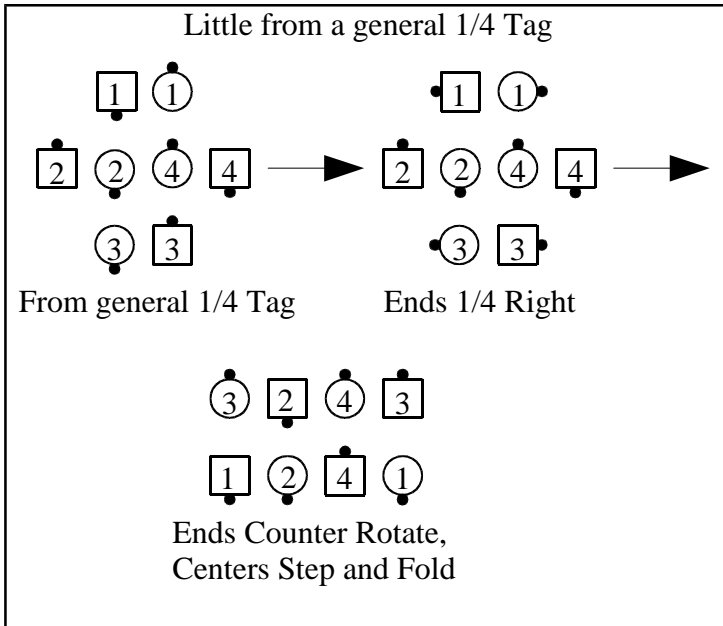 Little from a general 1/4 Tag
1 1
1 1
2 2 4 4
2 2 4 4
3 3
3 3
From general 1/4 Tag
Ends 1/4 Right
3 2 4 3
1 2 4 1
Ends Counter Rotate,
Centers Step and Fold